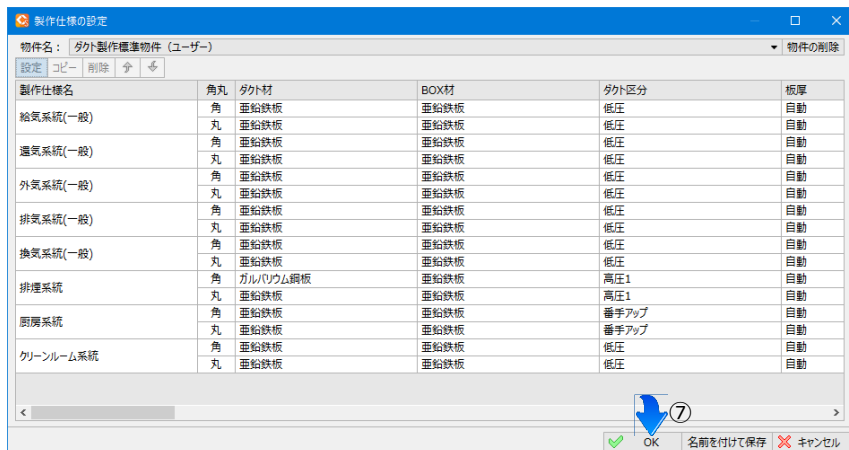 製作仕様の設定
物件名： ダクト製作標準物件（ユーザー） 物件の削除
設定 コピー 削除
製作仕様名 角丸 ダクト材 BOX材 ダクト区分 板厚
給気系統(一般) 角 亜鉛鉄板 亜鉛鉄板 低圧 自動
丸 亜鉛鉄板 亜鉛鉄板 低圧 自動
還気系統(一般) 角 亜鉛鉄板 亜鉛鉄板 低圧 自動
丸 亜鉛鉄板 亜鉛鉄板 低圧 自動
外気系統(一般) 角 亜鉛鉄板 亜鉛鉄板 低圧 自動
丸 亜鉛鉄板 亜鉛鉄板 低圧 自動
排気系統(一般) 角 亜鉛鉄板 亜鉛鉄板 低圧 自動
丸 亜鉛鉄板 亜鉛鉄板 低圧 自動
換気系統(一般) 角 亜鉛鉄板 亜鉛鉄板 低圧 自動
丸 亜鉛鉄板 亜鉛鉄板 低圧 自動
排煙系統 角 ガルバリウム鋼板 亜鉛鉄板 高圧1 自動
丸 亜鉛鉄板 亜鉛鉄板 高圧1 自動
厨房系統 角 亜鉛鉄板 亜鉛鉄板 番手アップ 自動
丸 亜鉛鉄板 亜鉛鉄板 番手アップ 自動
クリーンルーム系統 角 亜鉛鉄板 亜鉛鉄板 低圧 自動
丸 亜鉛鉄板 亜鉛鉄板 低圧 自動
⑦
OK 名前を付けて保存 キャンセル